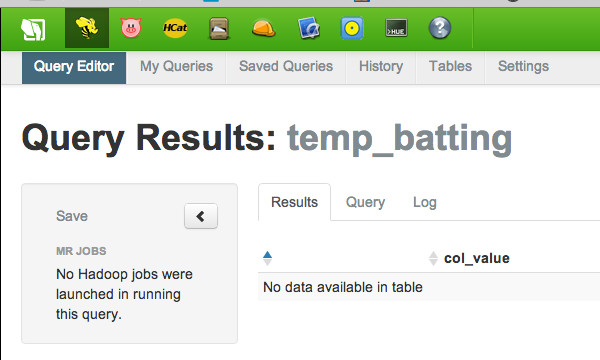 HCat
>HUE
?
Query Editor My Queries Saved Queries History Tables Settings
Query Results: temp_batting
Save
MR JOBS
No Hadoop jobs were
launched in running
this query.
Results Query Log
col_value
No data available in table